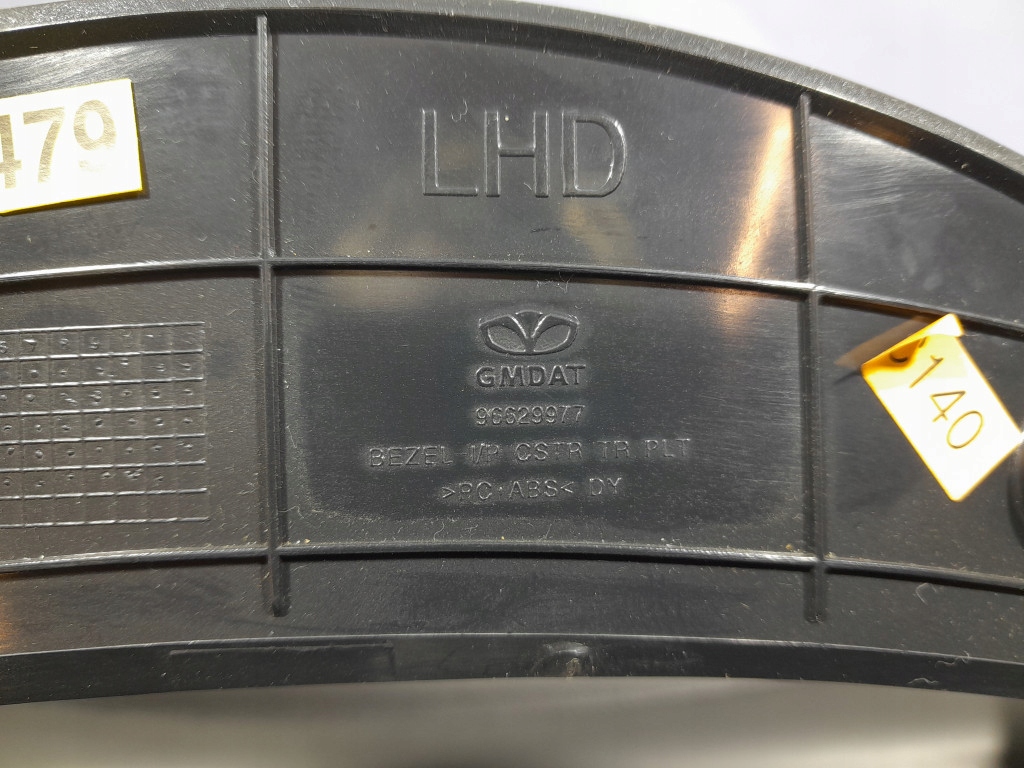 479
LHD
GMDAT
96629977
BEZEL I/P CSTR TR PLT
>PC+ABS< DY
140